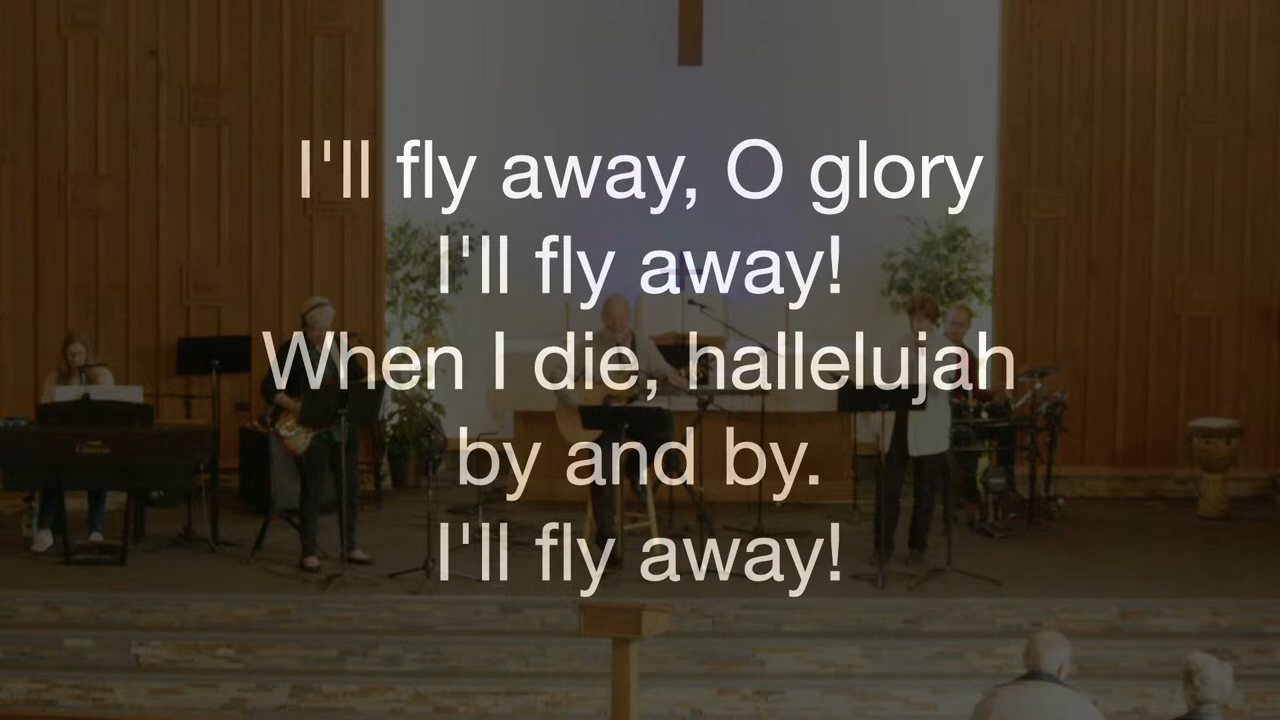 I'll fly away, O glory
I'll fly away!
When I die, hallelujah
by and by.
I'll fly away!